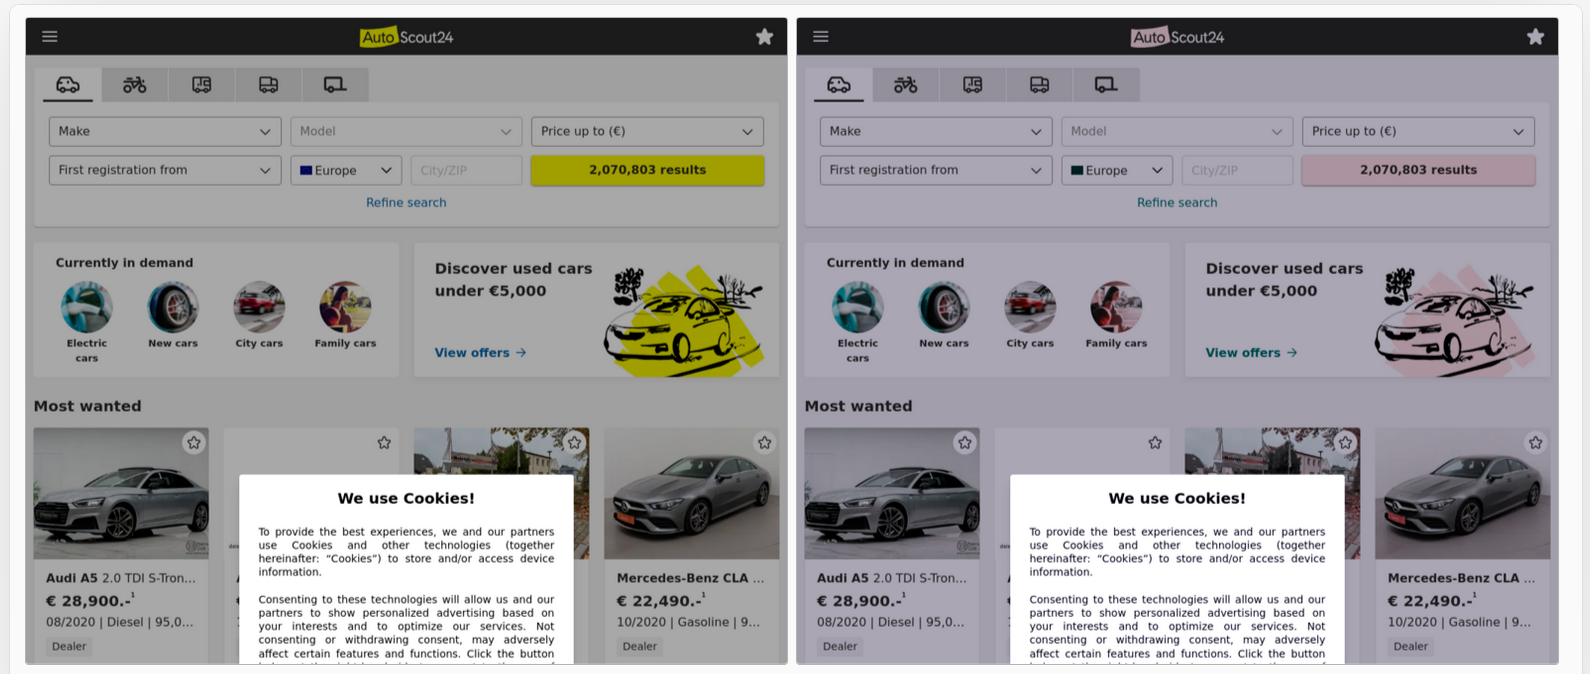 Auto Scout24
Make
Model
Price up to (€)
First registration from
Europe
City/ZIP
2,070,803 results
Refine search
Currently in demand
Electric
cars
New cars
City cars
Family cars
Discover used cars
under €5,000
View offers →
Most wanted
Audi A5 2.0 TDI S-Tron...
€ 28,900.-¹
08/2020 | Diesel | 95,0...
Dealer
Mercedes-Benz CLA ...
€ 22,490.-¹
10/2020 | Gasoline | 9...
Dealer
We use Cookies!
To provide the best experiences, we and our partners
use Cookies and other technologies (together
hereinafter: “Cookies”) to store and/or access device
information.
Consenting to these technologies will allow us and our
partners to show personalized advertising based on
your interests and to optimize our services. Not
consenting or withdrawing consent, may adversely
affect certain features and functions. Click the button
Auto Scout24
Make
Model
Price up to (€)
First registration from
Europe
City/ZIP
2,070,803 results
Refine search
Currently in demand
Electric
cars
New cars
City cars
Family cars
Discover used cars
under €5,000
View offers →
Most wanted
Audi A5 2.0 TDI S-Tron...
€ 28,900.-¹
08/2020 | Diesel | 95,0...
Dealer
Mercedes-Benz CLA ...
€ 22,490.-¹
10/2020 | Gasoline | 9...
Dealer
We use Cookies!
To provide the best experiences, we and our partners
use Cookies and other technologies (together
hereinafter: “Cookies”) to store and/or access device
information.
Consenting to these technologies will allow us and our
partners to show personalized advertising based on
your interests and to optimize our services. Not
consenting or withdrawing consent, may adversely
affect certain features and functions. Click the button